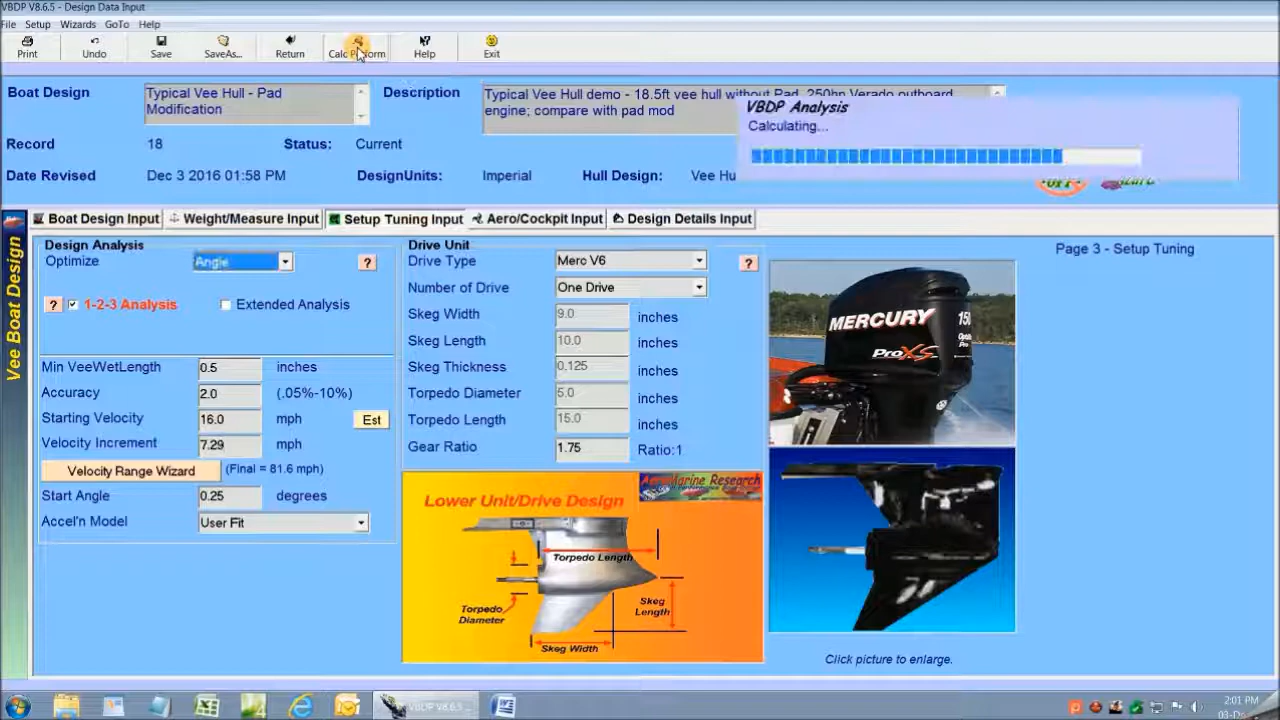 VBDP V8.6.5 - Design Data Input
File Setup Wizards GoTo Help
Print Undo Save SaveAs... Return Calc Perform Help Exit
Boat Design
Typical Vee Hull - Pad
Modification
Description
Typical Vee Hull demo - 18.5ft vee hull without Pad, 250hp Verado outboard
engine; compare with pad mod
VBDP Analysis
Calculating...
Record 18 Status: Current
Date Revised Dec 3 2016 01:58 PM DesignUnits: Imperial Hull Design: Vee Hu
Boat Design Input Weight/Measure Input Setup Tuning Input Aero/Cockpit Input Design Details Input
Vee Boat Design
Design Analysis
Optimize Angle ?
? 1-2-3 Analysis Extended Analysis
Min VeeWetLength 0.5 inches
Accuracy 2.0 (.05%-10%)
Starting Velocity 16.0 mph Est
Velocity Increment 7.29 mph
Velocity Range Wizard (Final = 81.6 mph)
Start Angle 0.25 degrees
Accel'n Model User Fit
Drive Unit
Drive Type Merc V6 ?
Number of Drive One Drive
Skeg Width 9.0 inches
Skeg Length 10.0 inches
Skeg Thickness 0.125 inches
Torpedo Diameter 5.0 inches
Torpedo Length 15.0 inches
Gear Ratio 1.75 Ratio:1
AeroMarine Research
Lower Unit/Drive Design
Torpedo Length
Torpedo
Diameter
Skeg
Length
Skeg Width
Page 3 - Setup Tuning
MERCURY
150
ProXS
Click picture to enlarge.
VBDP V8.6.5 ...
2:01 PM